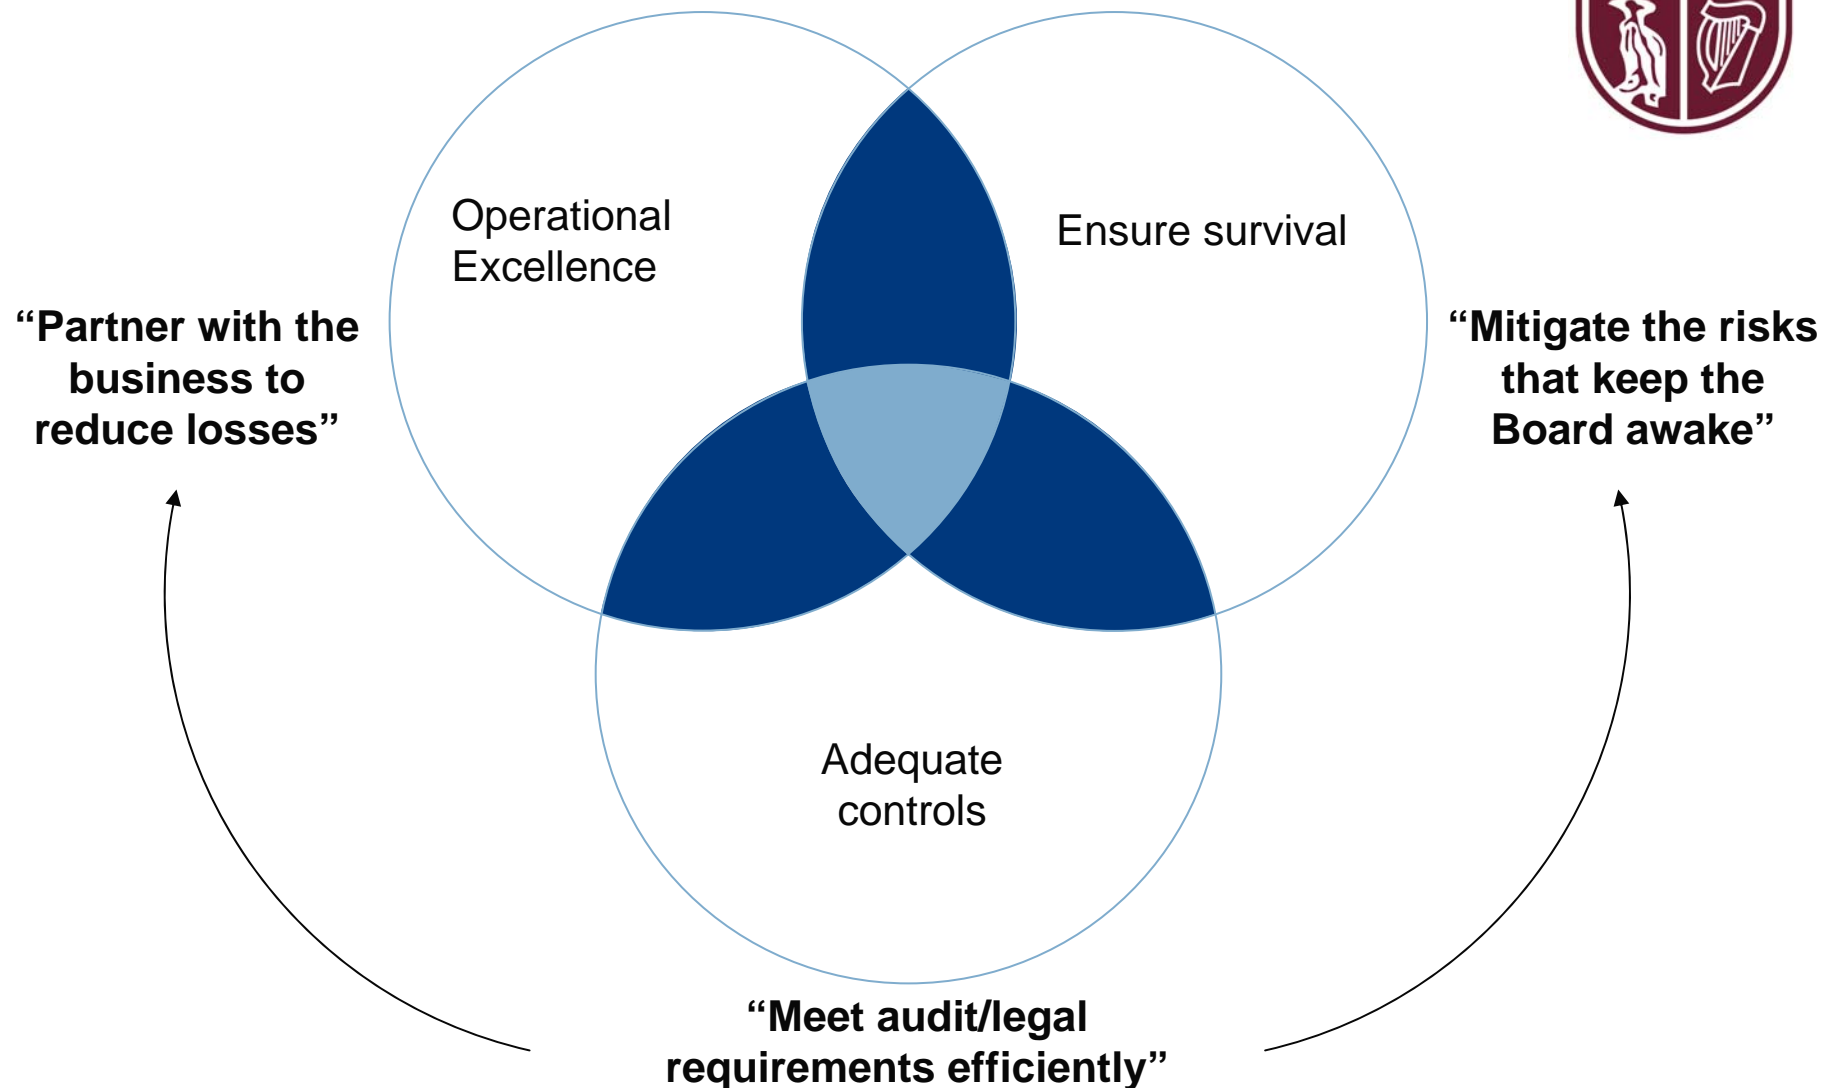 Operational
Excellence
Ensure survival
“Partner with the
business to
reduce losses”
“Mitigate the risks
that keep the
Board awake”
Adequate
controls
“Meet audit/legal
requirements efficiently”